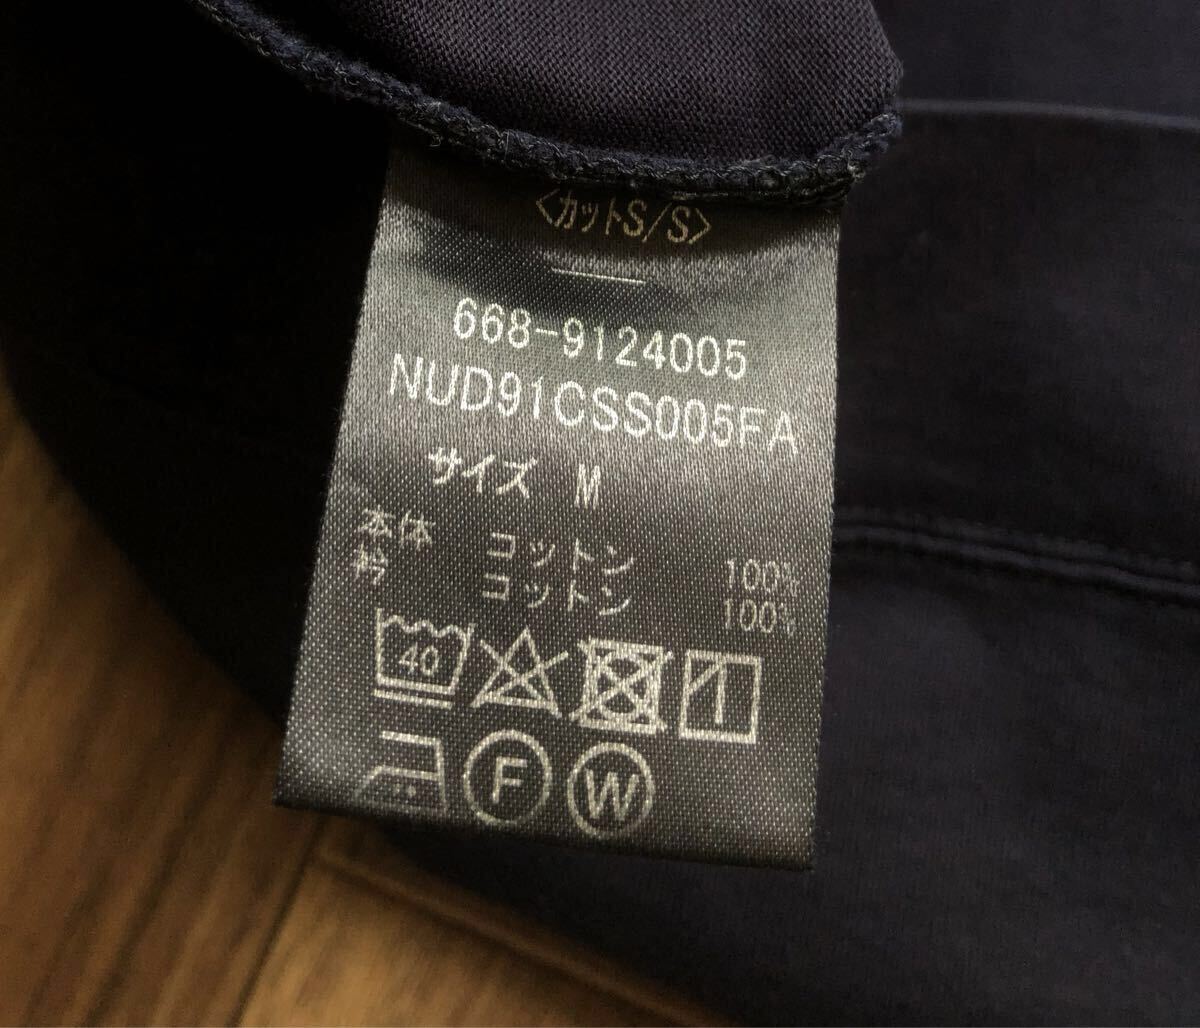 〈カットS/S〉
668-9124005
NUD91CSS005FA
サイズ M
本体 コットン 100%
衿 コットン 100%
40
F W